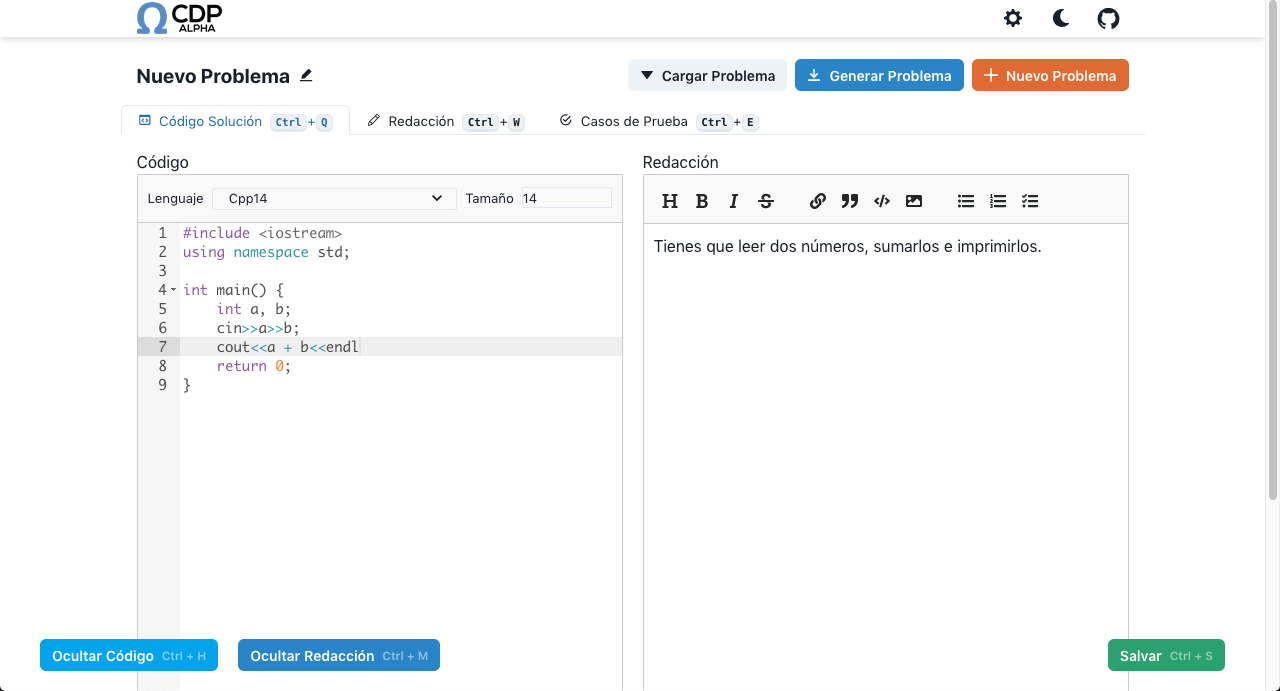 CDP
ALPHA
Nuevo Problema
Cargar Problema
Generar Problema
Nuevo Problema
Código Solución Ctrl + Q
Redacción Ctrl + W
Casos de Prueba Ctrl + E
Código
Lenguaje Cpp14 Tamaño 14
1 #include <iostream>
2 using namespace std;
3
4 int main() {
5     int a, b;
6     cin>>a>>b;
7     cout<<a + b<<endl
8     return 0;
9 }
Redacción
Tienes que leer dos números, sumarlos e imprimirlos.
Ocultar Código Ctrl + H
Ocultar Redacción Ctrl + M
Salvar Ctrl + S